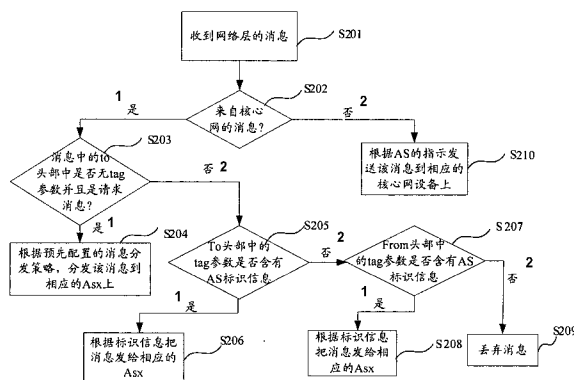 收到网络层的消息
S201
来自核心
网的消息?
S202
1
是
否
2
消息中的to
头部中是否无tag
参数并且是请求
消息?
S203
根据AS的指示发
送该消息到相应的
核心网设备上
S210
否
2
是
1
根据预先配置的消息分
发策略，分发该消息到
相应的Asx上
S204
To头部中的
tag参数是否含有
AS标识信息
S205
2
否
From头部中
的tag参数是否含有AS
标识信息
S207
1
是
根据标识信息把
消息发给相应的
Asx
S206
1
是
根据标识信息
把消息发给相
应的Asx
S208
否
2
丢弃消息
S209